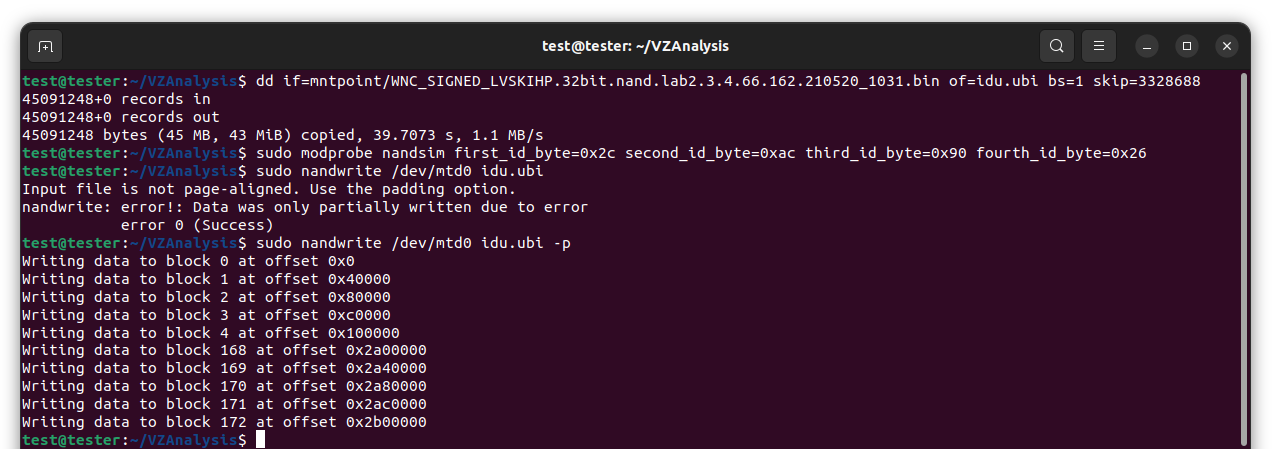 test@tester: ~/VZAnalysis
test@tester:~/VZAnalysis$ dd if=mntpoint/WNC_SIGNED_LVSKIHP.32bit.nand.lab2.3.4.66.162.210520_1031.bin of=idu.ubi bs=1 skip=3328688
45091248+0 records in
45091248+0 records out
45091248 bytes (45 MB, 43 MiB) copied, 39.7073 s, 1.1 MB/s
test@tester:~/VZAnalysis$ sudo modprobe nandsim first_id_byte=0x2c second_id_byte=0xac third_id_byte=0x90 fourth_id_byte=0x26
test@tester:~/VZAnalysis$ sudo nandwrite /dev/mtd0 idu.ubi
Input file is not page-aligned. Use the padding option.
nandwrite: error!: Data was only partially written due to error
           error 0 (Success)
test@tester:~/VZAnalysis$ sudo nandwrite /dev/mtd0 idu.ubi -p
Writing data to block 0 at offset 0x0
Writing data to block 1 at offset 0x40000
Writing data to block 2 at offset 0x80000
Writing data to block 3 at offset 0xc0000
Writing data to block 4 at offset 0x100000
Writing data to block 168 at offset 0x2a00000
Writing data to block 169 at offset 0x2a40000
Writing data to block 170 at offset 0x2a80000
Writing data to block 171 at offset 0x2ac0000
Writing data to block 172 at offset 0x2b00000
test@tester:~/VZAnalysis$